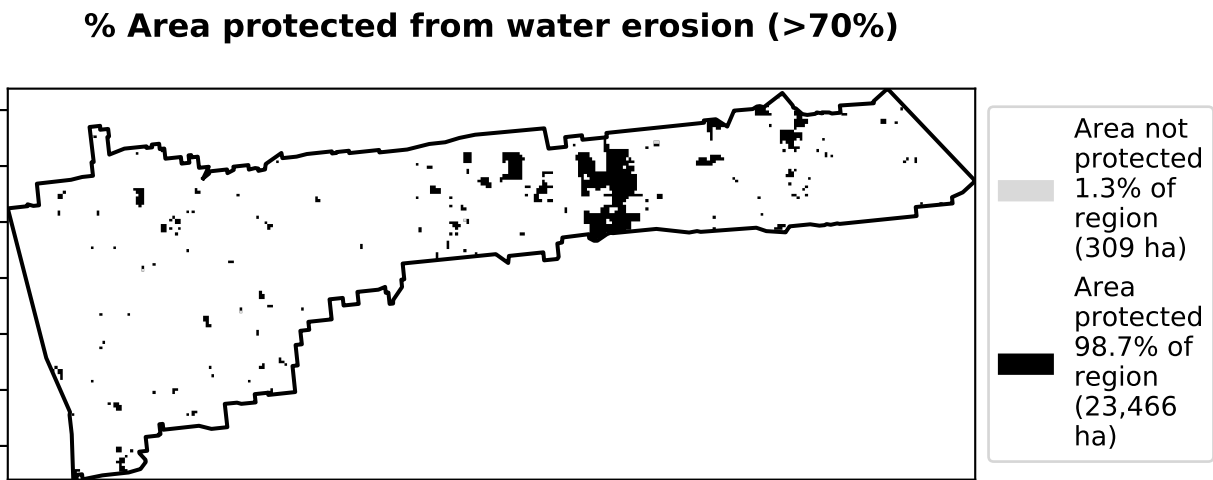 % Area protected from water erosion (>70%)
Area not
protected
1.3% of
region
(309 ha)
Area
protected
98.7% of
region
(23,466
ha)